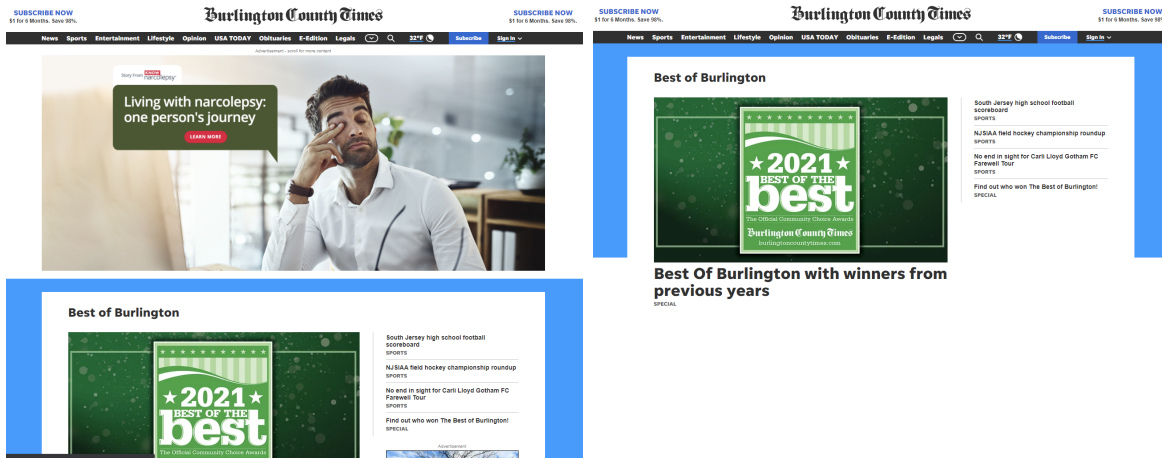 SUBSCRIBE NOW
$1 for 6 Months. Save 98%.
Burlington County Times
SUBSCRIBE NOW
$1 for 6 Months. Save 98%.
News Sports Entertainment Lifestyle Opinion USA TODAY Obituaries E-Edition Legals 32°F Subscribe Sign In
Advertisement - scroll for more content
Story From KNOW narcolepsy
Living with narcolepsy:
one person's journey
LEARN MORE
Best of Burlington
2021
BEST OF THE
best
The Official Community Choice Awards
South Jersey high school football
scoreboard
SPORTS
NJSIAA field hockey championship roundup
SPORTS
No end in sight for Carli Lloyd Gotham FC
Farewell Tour
SPORTS
Find out who won The Best of Burlington!
SPECIAL
Advertisement
SUBSCRIBE NOW
$1 for 6 Months. Save 98%.
Burlington County Times
SUBSCRIBE NOW
$1 for 6 Months. Save 98
News Sports Entertainment Lifestyle Opinion USA TODAY Obituaries E-Edition Legals 32°F Subscribe Sign In
Best of Burlington
2021
BEST OF THE
best
The Official Community Choice Awards
Burlington County Times
burlingtoncountytimes.com
Best Of Burlington with winners from
previous years
SPECIAL
South Jersey high school football
scoreboard
SPORTS
NJSIAA field hockey championship roundup
SPORTS
No end in sight for Carli Lloyd Gotham FC
Farewell Tour
SPORTS
Find out who won The Best of Burlington!
SPECIAL